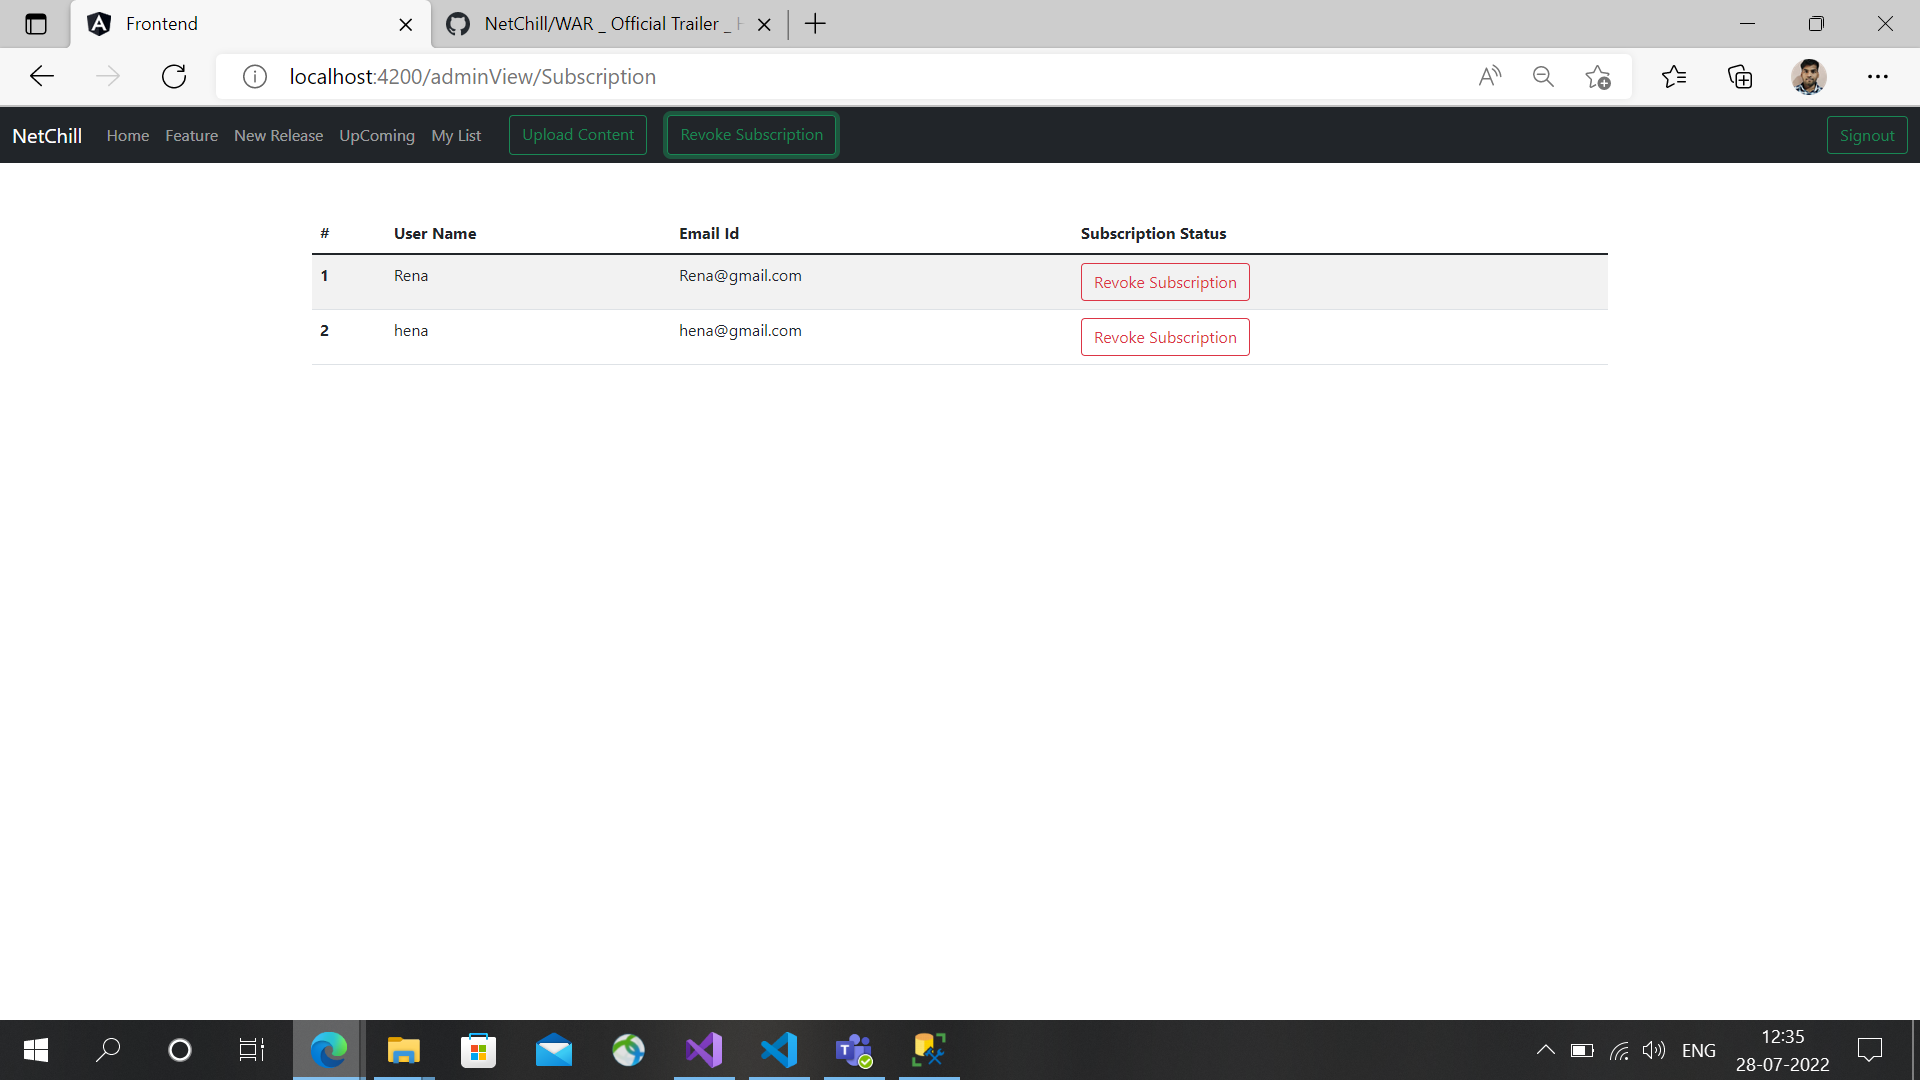 Frontend
NetChill/WAR _ Official Trailer _
localhost:4200/adminView/Subscription
NetChill Home Feature New Release UpComing My List Upload Content Revoke Subscription Signout
# User Name Email Id Subscription Status
1 Rena Rena@gmail.com Revoke Subscription
2 hena hena@gmail.com Revoke Subscription
ENG
12:35
28-07-2022